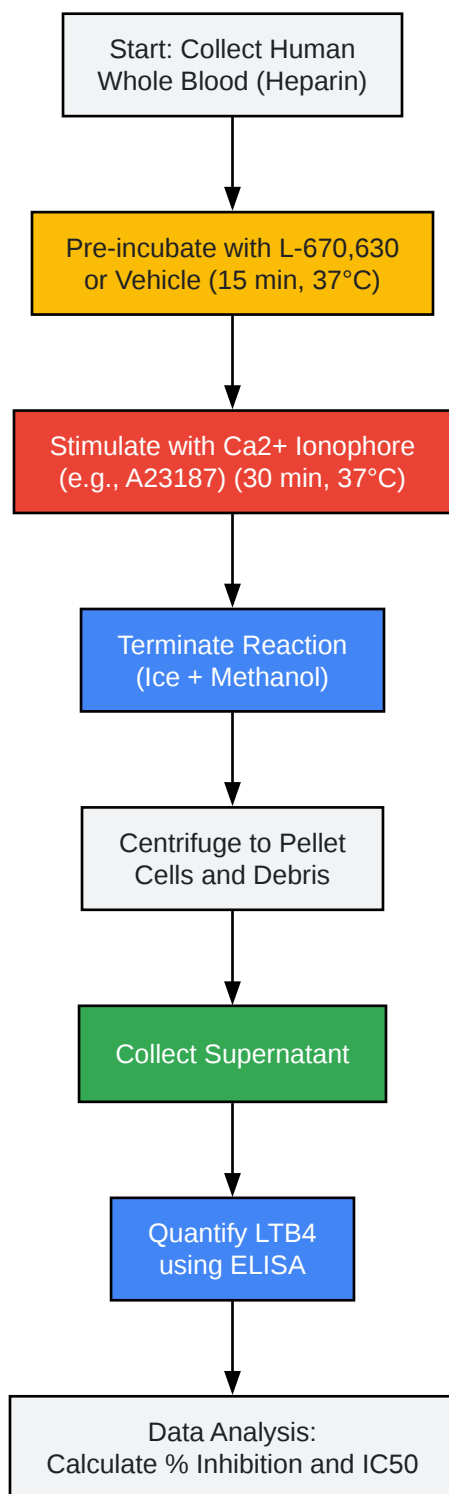 Start: Collect Human
Whole Blood (Heparin)
Pre-incubate with L-670,630
or Vehicle (15 min, 37°C)
Stimulate with Ca2+ Ionophore
(e.g., A23187) (30 min, 37°C)
Terminate Reaction
(Ice + Methanol)
Centrifuge to Pellet
Cells and Debris
Collect Supernatant
Quantify LTB4
using ELISA
Data Analysis:
Calculate % Inhibition and IC50